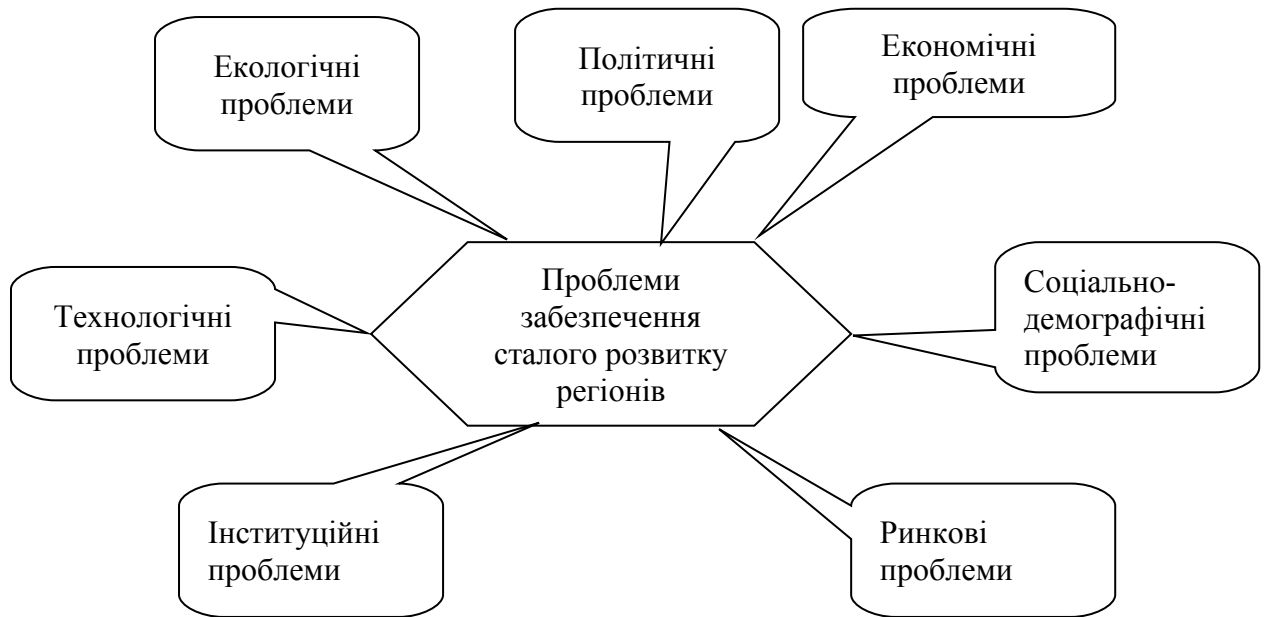 Екологічні
проблеми
Політичні
проблеми
Економічні
проблеми
Технологічні
проблеми
Проблеми
забезпечення
сталого розвитку
регіонів
Соціально-
демографічні
проблеми
Інституційні
проблеми
Ринкові
проблеми